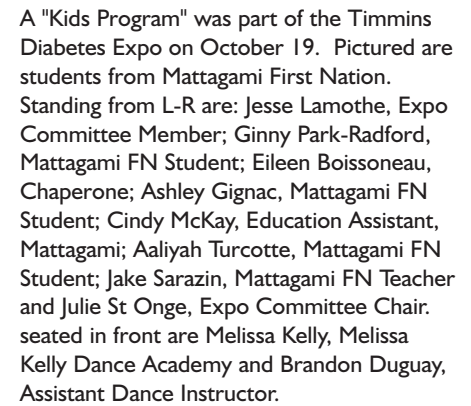 A "Kids Program" was part of the Timmins
Diabetes Expo on October 19.  Pictured are
students from Mattagami First Nation.
Standing from L-R are: Jesse Lamothe, Expo
Committee Member; Ginny Park-Radford,
Mattagami FN Student; Eileen Boissoneau,
Chaperone; Ashley Gignac, Mattagami FN
Student; Cindy McKay, Education Assistant,
Mattagami; Aaliyah Turcotte, Mattagami FN
Student; Jake Sarazin, Mattagami FN Teacher
and Julie St Onge, Expo Committee Chair.
seated in front are Melissa Kelly, Melissa
Kelly Dance Academy and Brandon Duguay,
Assistant Dance Instructor.